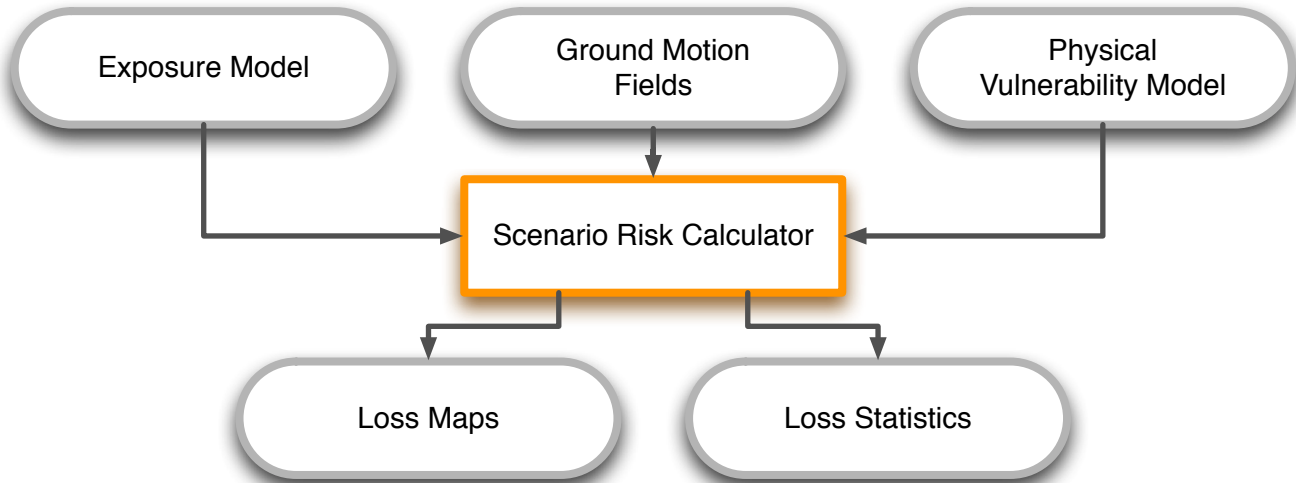 Exposure Model
Ground Motion
Fields
Physical
Vulnerability Model
Scenario Risk Calculator
Loss Maps
Loss Statistics